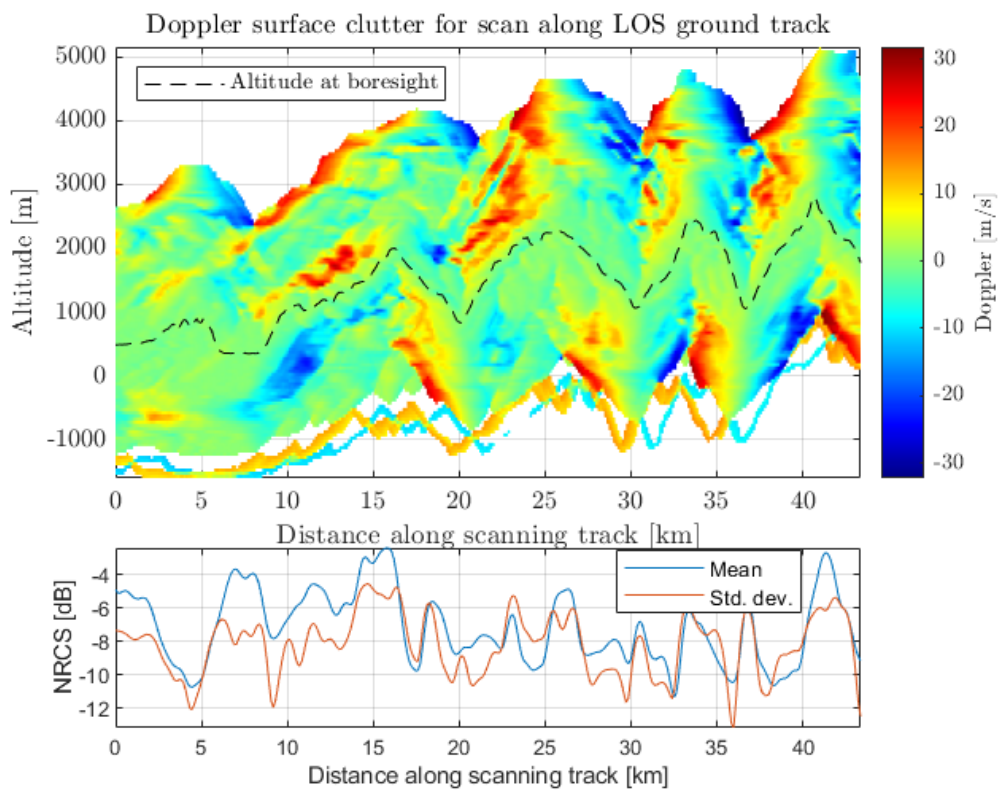 Doppler surface clutter for scan along LOS ground track
5000
4000
3000
2000
1000
0
-1000
Altitude [m]
Altitude at boresight
0 5 10 15 20 25 30 35 40
Distance along scanning track [km]
30
20
10
0
-10
-20
-30
Doppler [m/s]
-4
-6
-8
-10
-12
NRCS [dB]
Mean
Std. dev.
0 5 10 15 20 25 30 35 40
Distance along scanning track [km]